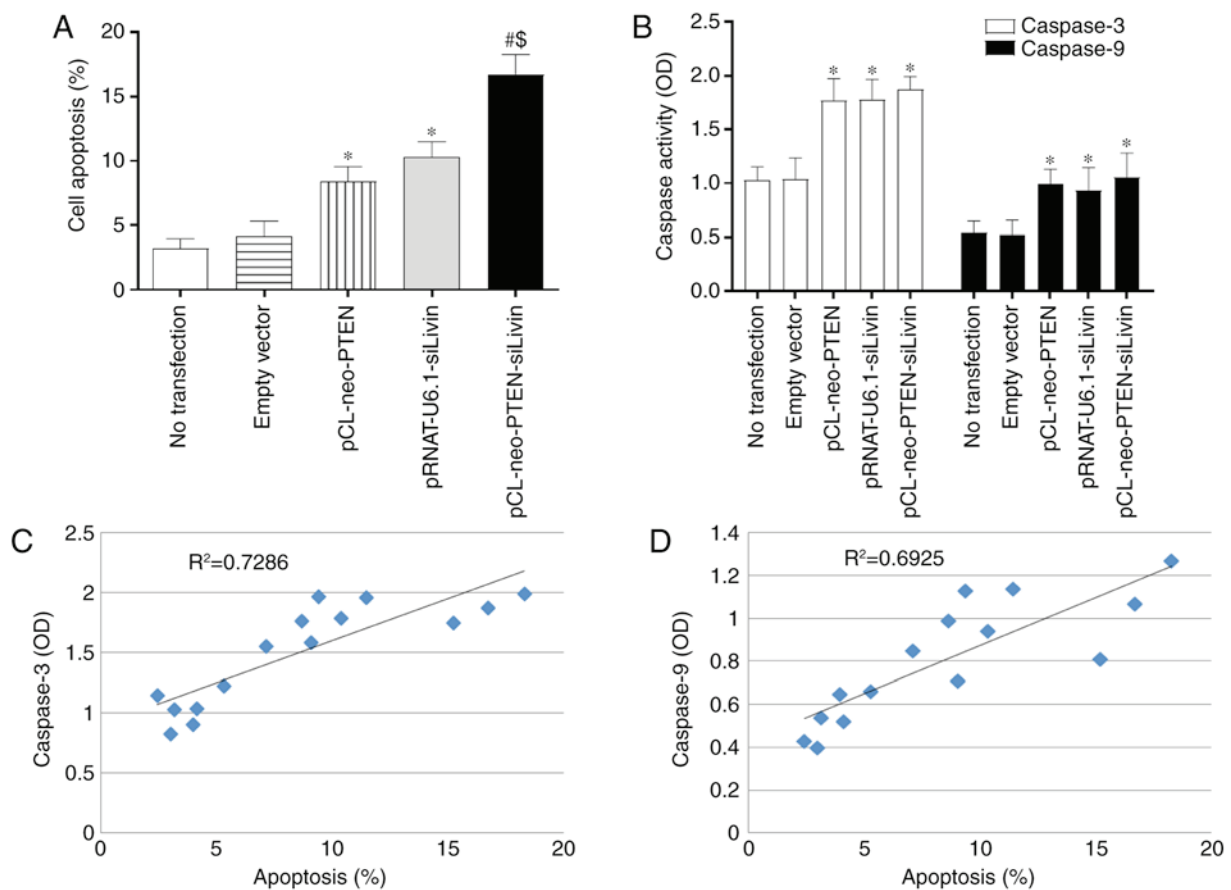 A
Cell apoptosis (%)
20
15
10
5
0
*
*
#$
No transfection
Empty vector
pCL-neo-PTEN
pRNAT-U6.1-siLivin
pCL-neo-PTEN-siLivin
B
Caspase-3
Caspase-9
Caspase activity (OD)
2.5
2.0
1.5
1.0
0.5
0.0
*
*
*
*
*
*
No transfection
Empty vector
pCL-neo-PTEN
pRNAT-U6.1-siLivin
pCL-neo-PTEN-siLivin
No transfection
Empty vector
pCL-neo-PTEN
pRNAT-U6.1-siLivin
pCL-neo-PTEN-siLivin
C
R²=0.7286
Caspase-3 (OD)
2.5
2
1.5
1
0.5
0
0 5 10 15 20
Apoptosis (%)
D
R²=0.6925
Caspase-9 (OD)
1.4
1.2
1
0.8
0.6
0.4
0.2
0
0 5 10 15 20
Apoptosis (%)